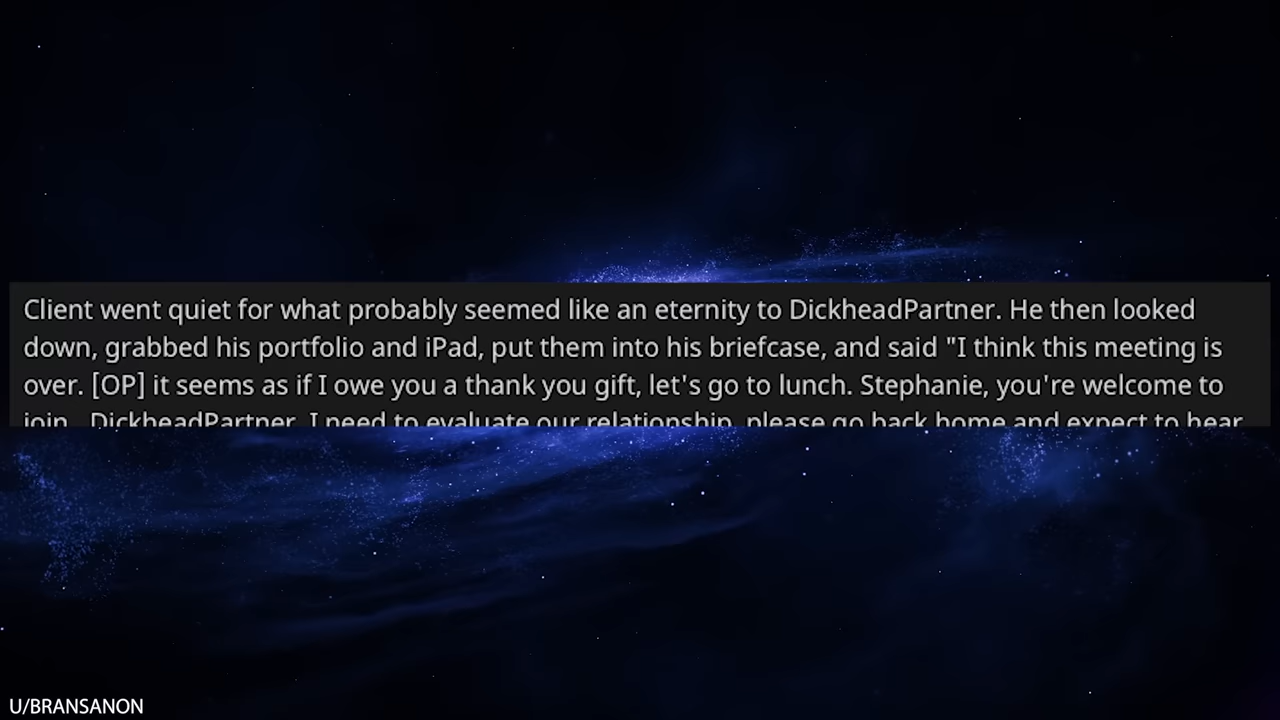 Client went quiet for what probably seemed like an eternity to DickheadPartner. He then looked
down, grabbed his portfolio and iPad, put them into his briefcase, and said "I think this meeting is
over. [OP] it seems as if I owe you a thank you gift, let's go to lunch. Stephanie, you're welcome to
join. DickheadPartner, I need to evaluate our relationship, please go back home and expect to hear
U/BRANSANON